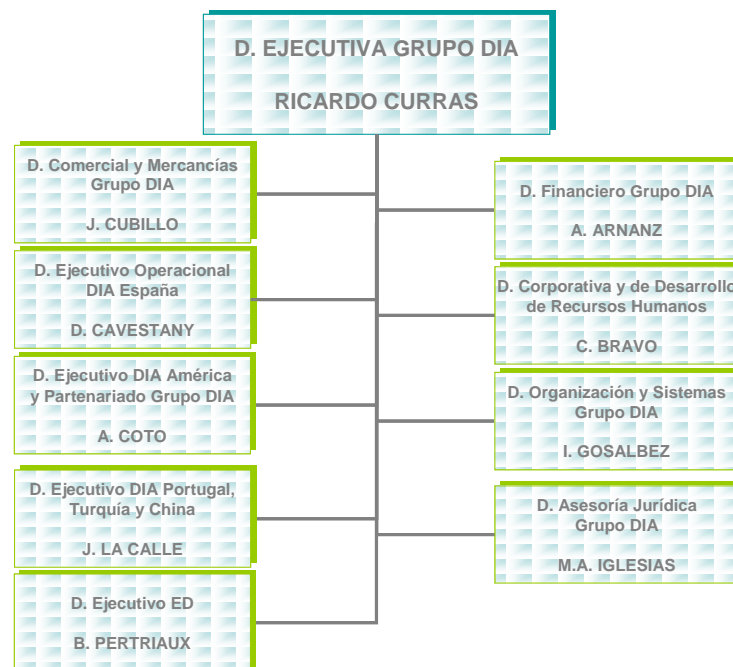 D. EJECUTIVA GRUPO DIA
RICARDO CURRAS
D. Comercial y Mercancías
Grupo DIA
J. CUBILLO
D. Ejecutivo Operacional
DIA España
D. CAVESTANY
D. Ejecutivo DIA América
y Partenariado Grupo DIA
A. COTO
D. Ejecutivo DIA Portugal,
Turquía y China
J. LA CALLE
D. Ejecutivo ED
B. PERTRIAUX
D. Financiero Grupo DIA
A. ARNANZ
D. Corporativa y de Desarrollo
de Recursos Humanos
C. BRAVO
D. Organización y Sistemas
Grupo DIA
I. GOSALBEZ
D. Asesoría Jurídica
Grupo DIA
M.A. IGLESIAS